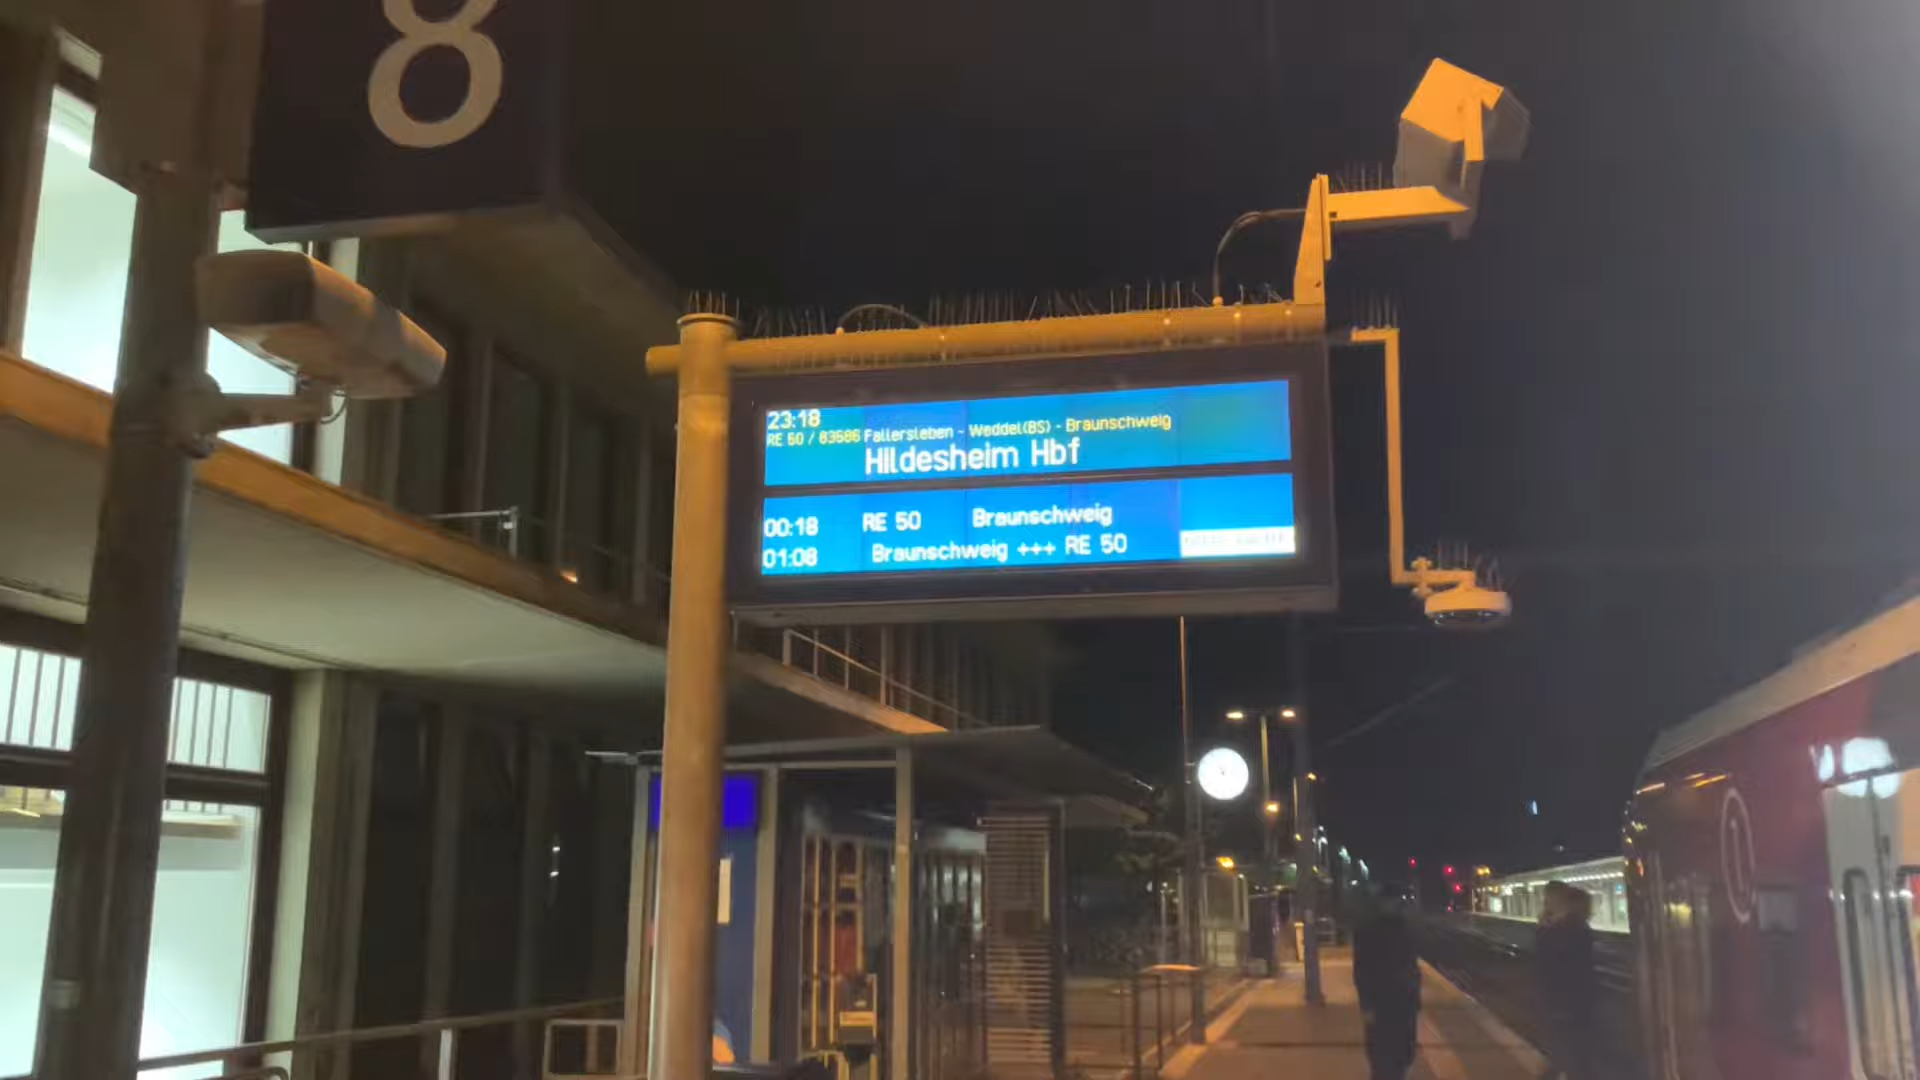 8
23:18
RE 50 / 83586 Fallersleben - Weddel(BS) - Braunschweig
Hildesheim Hbf
00:18 RE 50 Braunschweig
01:08 Braunschweig +++ RE 50
1